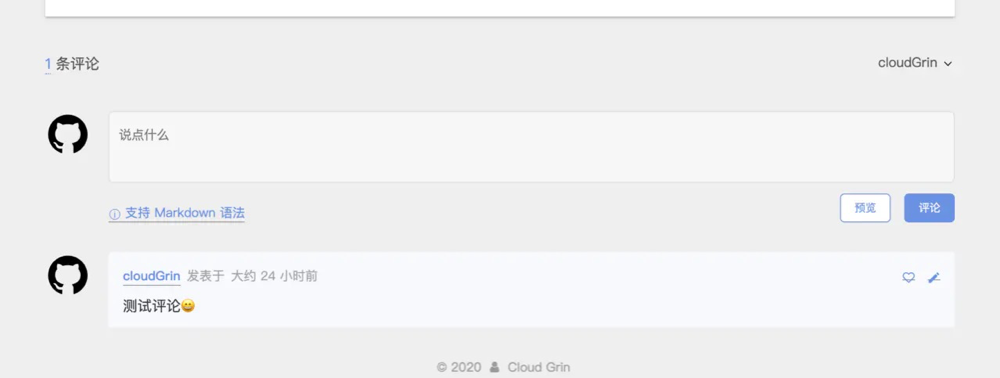 1 条评论
cloudGrin
说点什么
支持 Markdown 语法
预览
评论
cloudGrin 发表于 大约 24 小时前
测试评论😄
© 2020 Cloud Grin